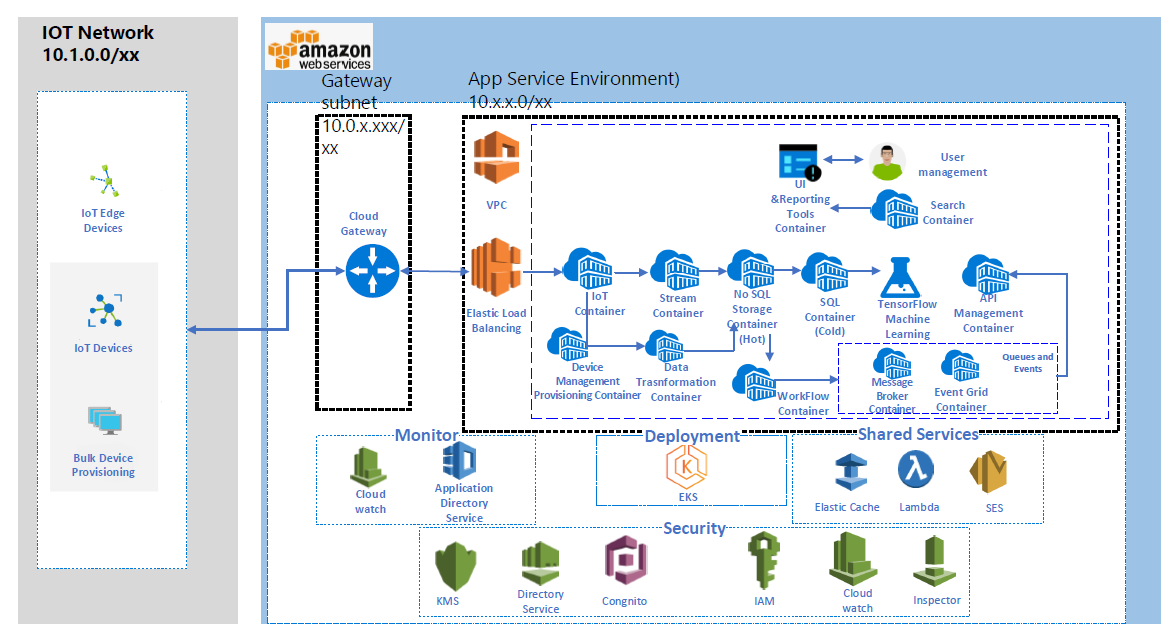 IOT Network
10.1.0.0/xx
IoT Edge
Devices
IoT Devices
Bulk Device
Provisioning
amazon
webservices
Gateway
subnet
10.0.x.xxx/
xx
App Service Environment)
10.x.x.0/xx
Cloud
Gateway
VPC
Elastic Load
Balancing
UI
&Reporting
Tools
Container
User
management
Search
Container
IoT
Container
Stream
Container
No SQL
Storage
Container
(Hot)
SQL
Container
(Cold)
TensorFlow
Machine
Learning
API
Management
Container
Device
Management
Provisioning Container
Data
Trasnformation
Container
WorkFlow
Container
Message
Broker
Container
Event Grid
Container
Queues and
Events
Monitor
Cloud
watch
Application
Directory
Service
Deployment
K
EKS
Shared Services
Elastic Cache
λ
Lambda
SES
Security
KMS
Directory
Service
Congnito
IAM
Cloud
watch
Inspector